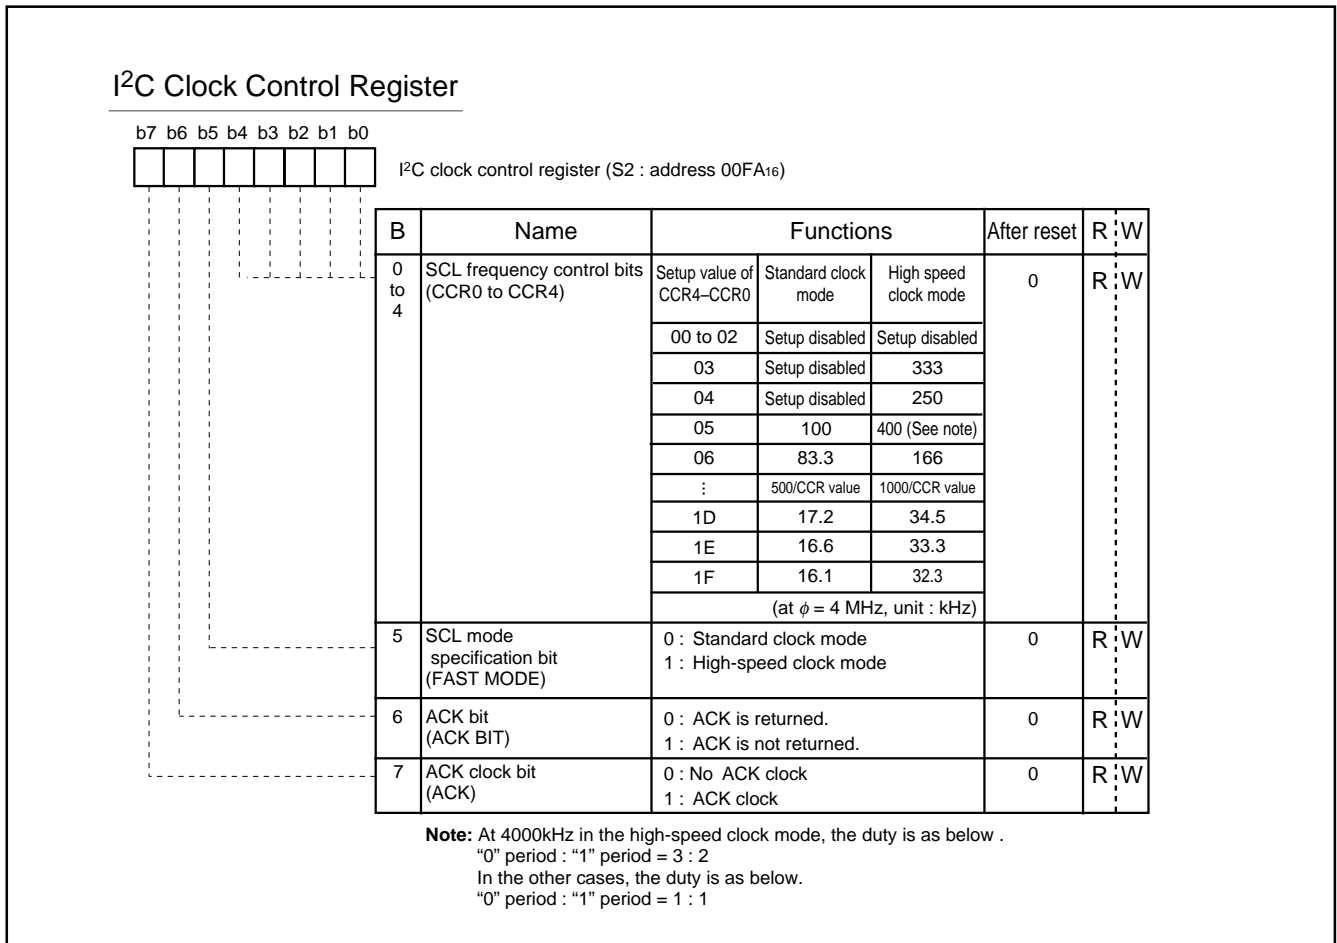 I2C Clock Control Register
b7 b6 b5 b4 b3 b2 b1 b0
I2C clock control register (S2 : address 00FA16)
B Name Functions After reset R W
0 to 4 SCL frequency control bits (CCR0 to CCR4) 0 R W
Setup value of CCR4–CCR0 Standard clock mode High speed clock mode
00 to 02 Setup disabled Setup disabled
03 Setup disabled 333
04 Setup disabled 250
05 100 400 (See note)
06 83.3 166
⋮ 500/CCR value 1000/CCR value
1D 17.2 34.5
1E 16.6 33.3
1F 16.1 32.3
(at ϕ = 4 MHz, unit : kHz)
5 SCL mode specification bit (FAST MODE) 0 : Standard clock mode 0 R W
1 : High-speed clock mode
6 ACK bit (ACK BIT) 0 : ACK is returned. 0 R W
1 : ACK is not returned.
7 ACK clock bit (ACK) 0 : No ACK clock 0 R W
1 : ACK clock
Note: At 4000kHz in the high-speed clock mode, the duty is as below .
“0” period : “1” period = 3 : 2
In the other cases, the duty is as below.
“0” period : “1” period = 1 : 1